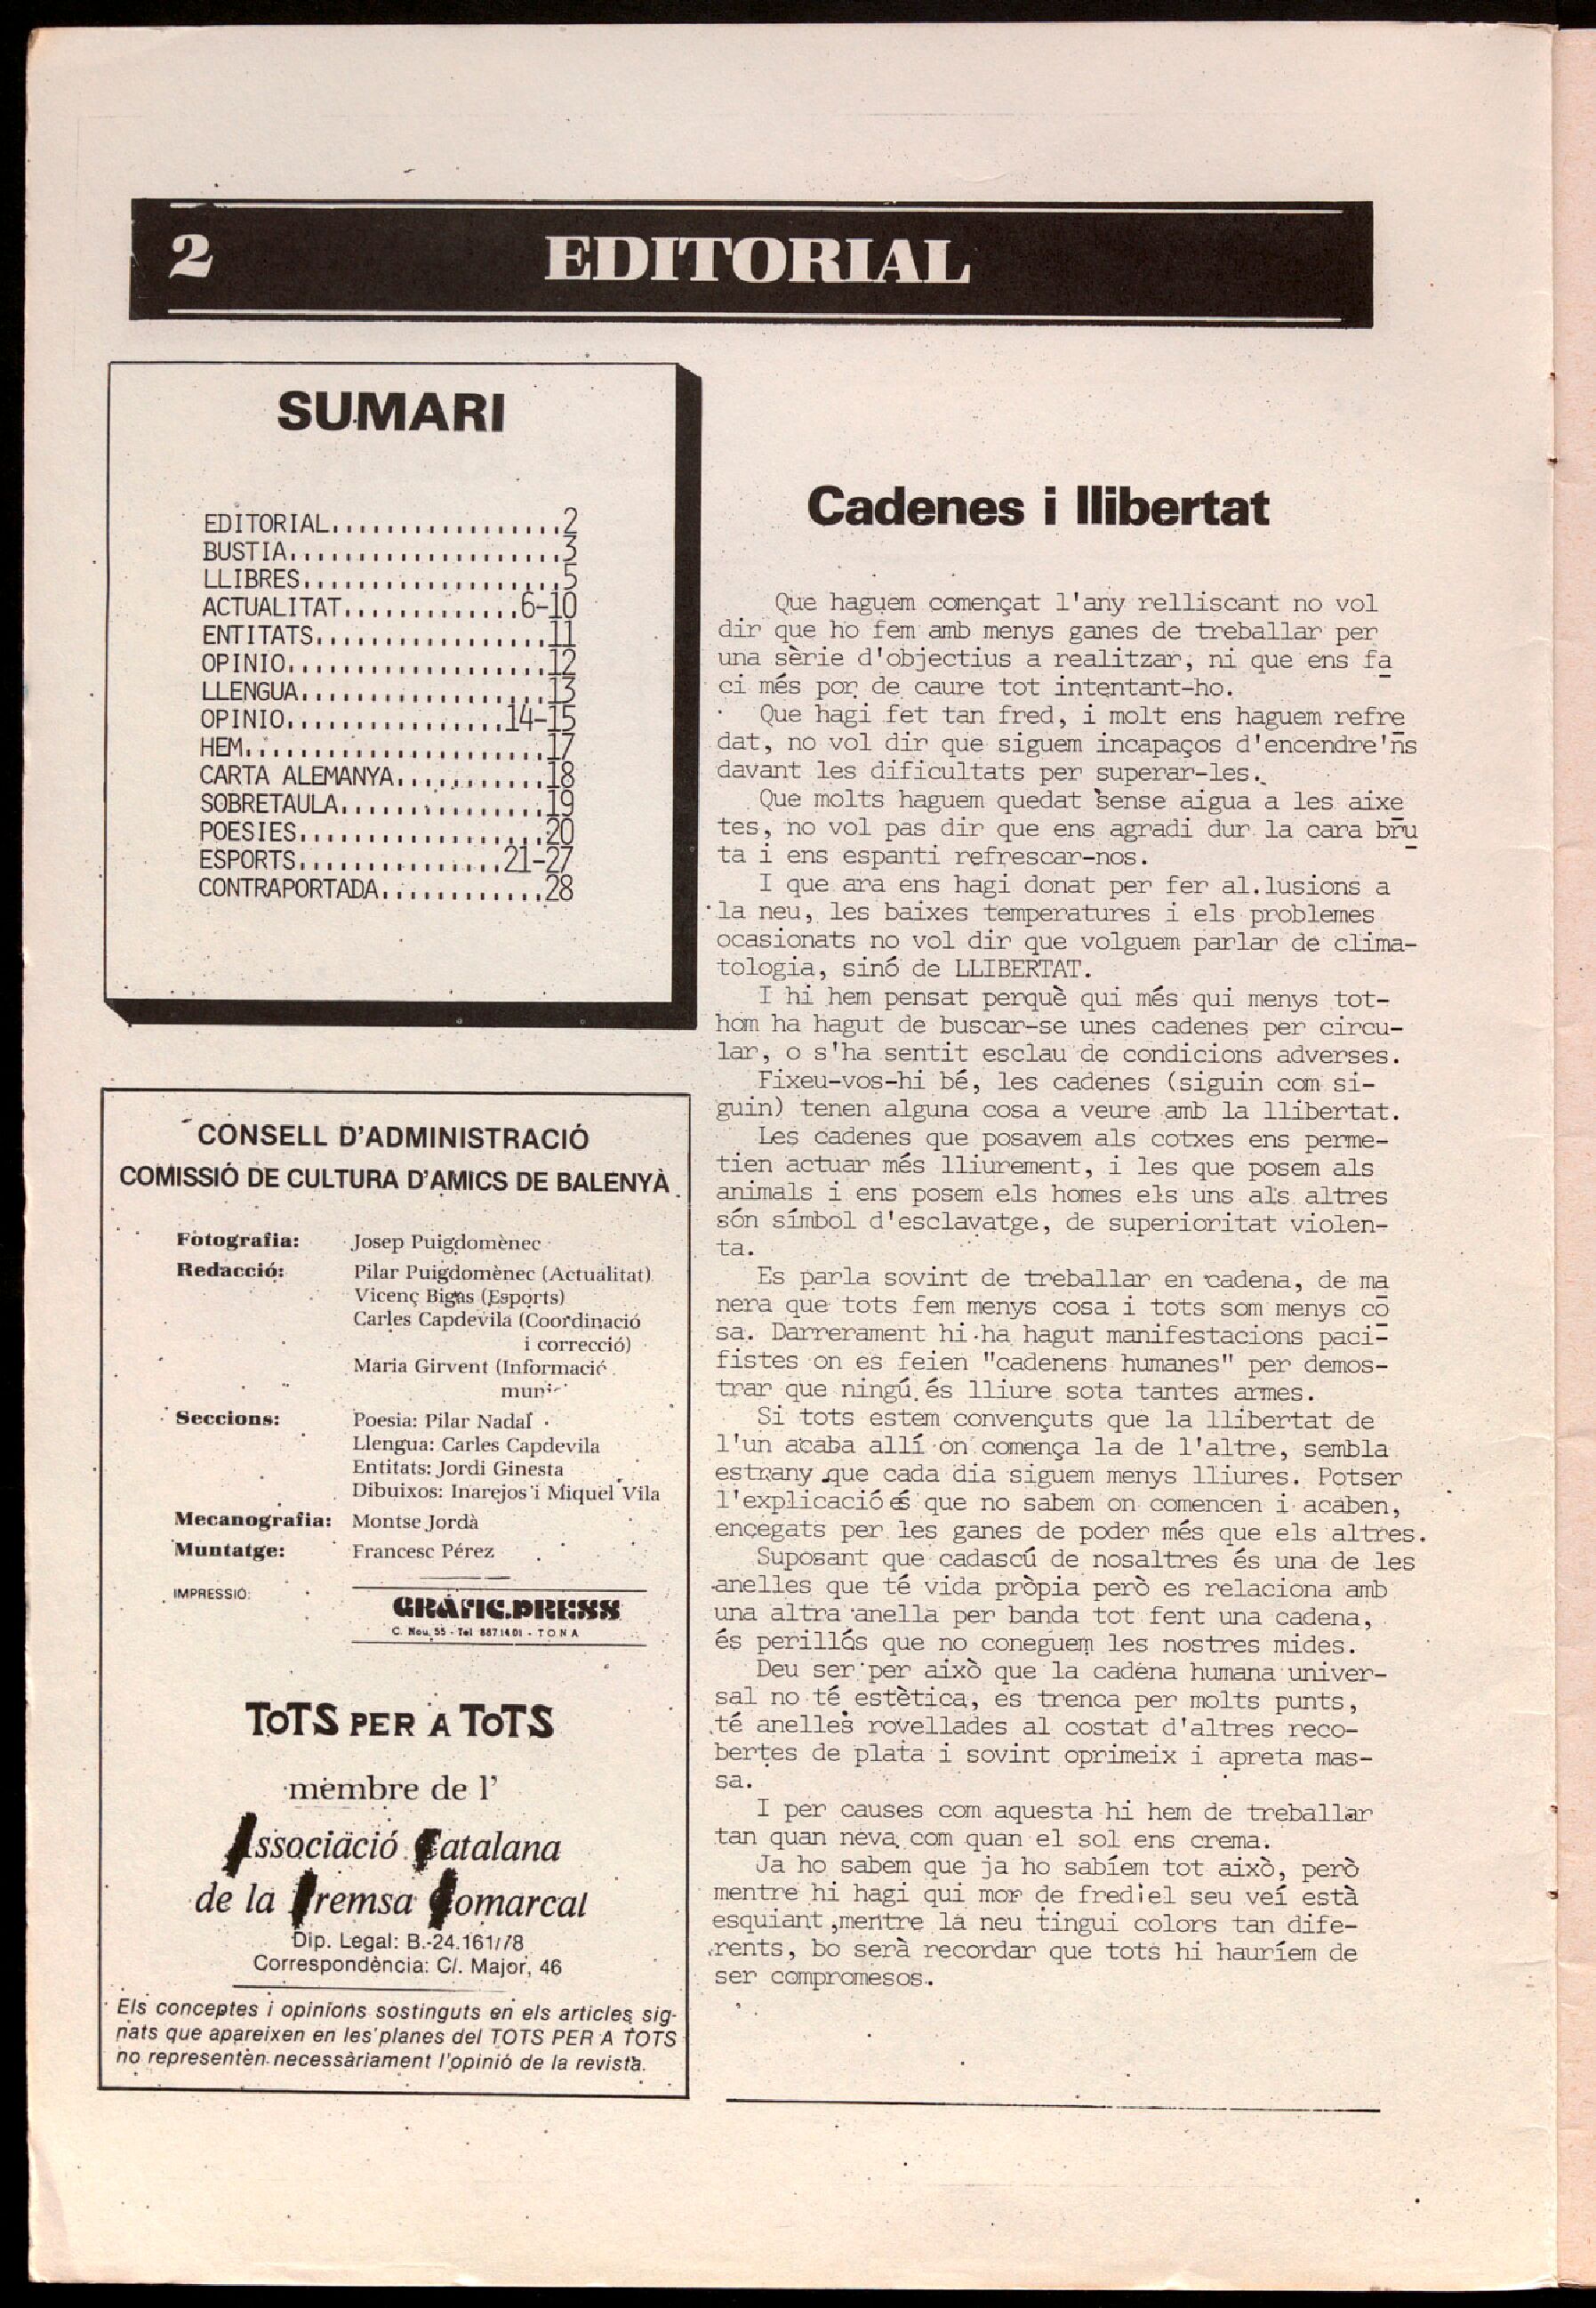 2 EDITORIAL
SUMARI
EDITORIAL.................2
BUSTIA....................3
LLIBRES...................5
ACTUALITAT.............6-10
ENTITATS.................11
OPINIO...................12
LLENGUA..................13
OPINIO................14-15
HEM......................17
CARTA ALEMANYA...........18
SOBRETAULA...............19
POESIES..................20
ESPORTS...............21-27
CONTRAPORTADA............28
CONSELL D'ADMINISTRACIÓ
COMISSIÓ DE CULTURA D'AMICS DE BALENYÀ
Fotografia: Josep Puigdomènec
Redacció: Pilar Puigdomènec (Actualitat)
Vicenç Bigas (Esports)
Carles Capdevila (Coordinació
i correcció)
Maria Girvent (Informació
Seccions: Poesia: Pilar Nadal
Llengua: Carles Capdevila
Entitats: Jordi Ginesta
Dibuixos: Inarejos i Miquel Vila
Mecanografia: Montse Jordà
Muntatge: Francesc Pérez
IMPRESSIÓ: GRÀFIC.PRESS
C. Nou, 55 - Tel 887.14.01 - TONA
TOTS PER A TOTS
membre de l'
Associació Catalana
de la Premsa Comarcal
Dip. Legal: B.-24.161/78
Correspondència: C/. Major, 46
Els conceptes i opinions sostinguts en els articles sig-
nats que apareixen en les planes del TOTS PER A TOTS
no representen necessàriament l'opinió de la revista.
Cadenes i llibertat
Que haguem començat l'any relliscant no vol
dir que ho fem amb menys ganes de treballar per
una sèrie d'objectius a realitzar, ni que ens fa
ci més por de caure tot intentant-ho.
Que hagi fet tan fred, i molt ens haguem refre
dat, no vol dir que siguem incapaços d'encendre'ns
davant les dificultats per superar-les.
Que molts haguem quedat sense aigua a les aixe
tes, no vol pas dir que ens agradi dur la cara bru
ta i ens espanti refrescar-nos.
I que ara ens hagi donat per fer al.lusions a
la neu, les baixes temperatures i els problemes
ocasionats no vol dir que volguem parlar de clima-
tologia, sinó de LLIBERTAT.
I hi hem pensat perquè qui més qui menys tot-
hom ha hagut de buscar-se unes cadenes per circu-
lar, o s'ha sentit esclau de condicions adverses.
Fixeu-vos-hi bé, les cadenes (siguin com si-
guin) tenen alguna cosa a veure amb la llibertat.
Les cadenes que posavem als cotxes ens perme-
tien actuar més lliurement, i les que posem als
animals i ens posem els homes els uns als altres
són símbol d'esclavatge, de superioritat violen-
ta.
Es parla sovint de treballar en cadena, de ma
nera que tots fem menys cosa i tots som menys co
sa. Darrerament hi ha hagut manifestacions paci-
fistes on es feien "cadenens humanes" per demos-
trar que ningú és lliure sota tantes armes.
Si tots estem convençuts que la llibertat de
l'un acaba allí on comença la de l'altre, sembla
estrany que cada dia siguem menys lliures. Potser
l'explicació és que no sabem on comencen i acaben,
encegats per les ganes de poder més que els altres.
Suposant que cadascú de nosaltres és una de les
anelles que té vida pròpia però es relaciona amb
una altra anella per banda tot fent una cadena,
és perillós que no coneguem les nostres mides.
Deu ser per això que la cadena humana univer-
sal no té estètica, es trenca per molts punts,
té anelles rovellades al costat d'altres reco-
bertes de plata i sovint oprimeix i apreta mas-
sa.
I per causes com aquesta hi hem de treballar
tan quan neva com quan el sol ens crema.
Ja ho sabem que ja ho sabíem tot això, però
mentre hi hagi qui mor de fred i el seu veí està
esquiant, mentre la neu tingui colors tan dife-
rents, bo serà recordar que tots hi hauríem de
ser compromesos.